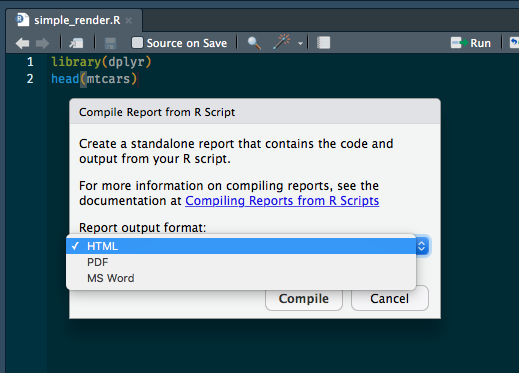 simple_render.R
Source on Save
Run
1 library(dplyr)
2 head(mtcars)
Compile Report from R Script
Create a standalone report that contains the code and
output from your R script.
For more information on compiling reports, see the
documentation at Compiling Reports from R Scripts
Report output format:
✓ HTML
PDF
MS Word
Compile
Cancel